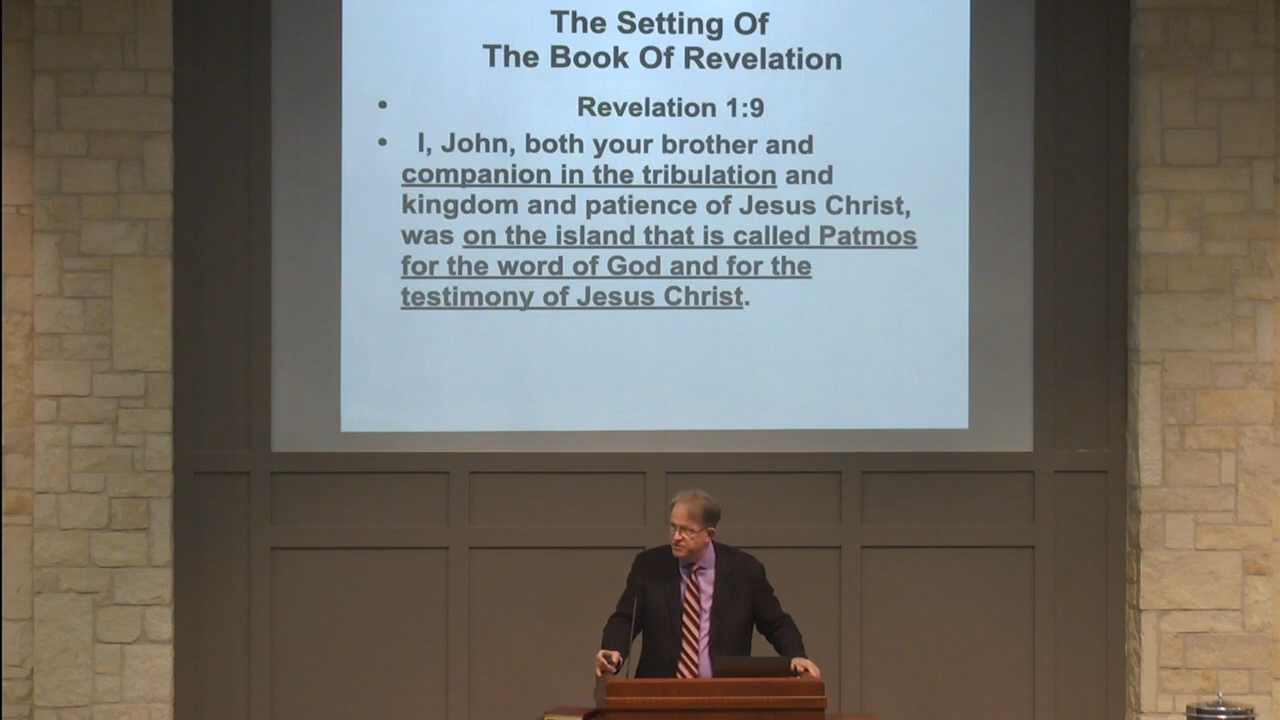 The Setting Of
The Book Of Revelation
• Revelation 1:9
• I, John, both your brother and
companion in the tribulation and
kingdom and patience of Jesus Christ,
was on the island that is called Patmos
for the word of God and for the
testimony of Jesus Christ.